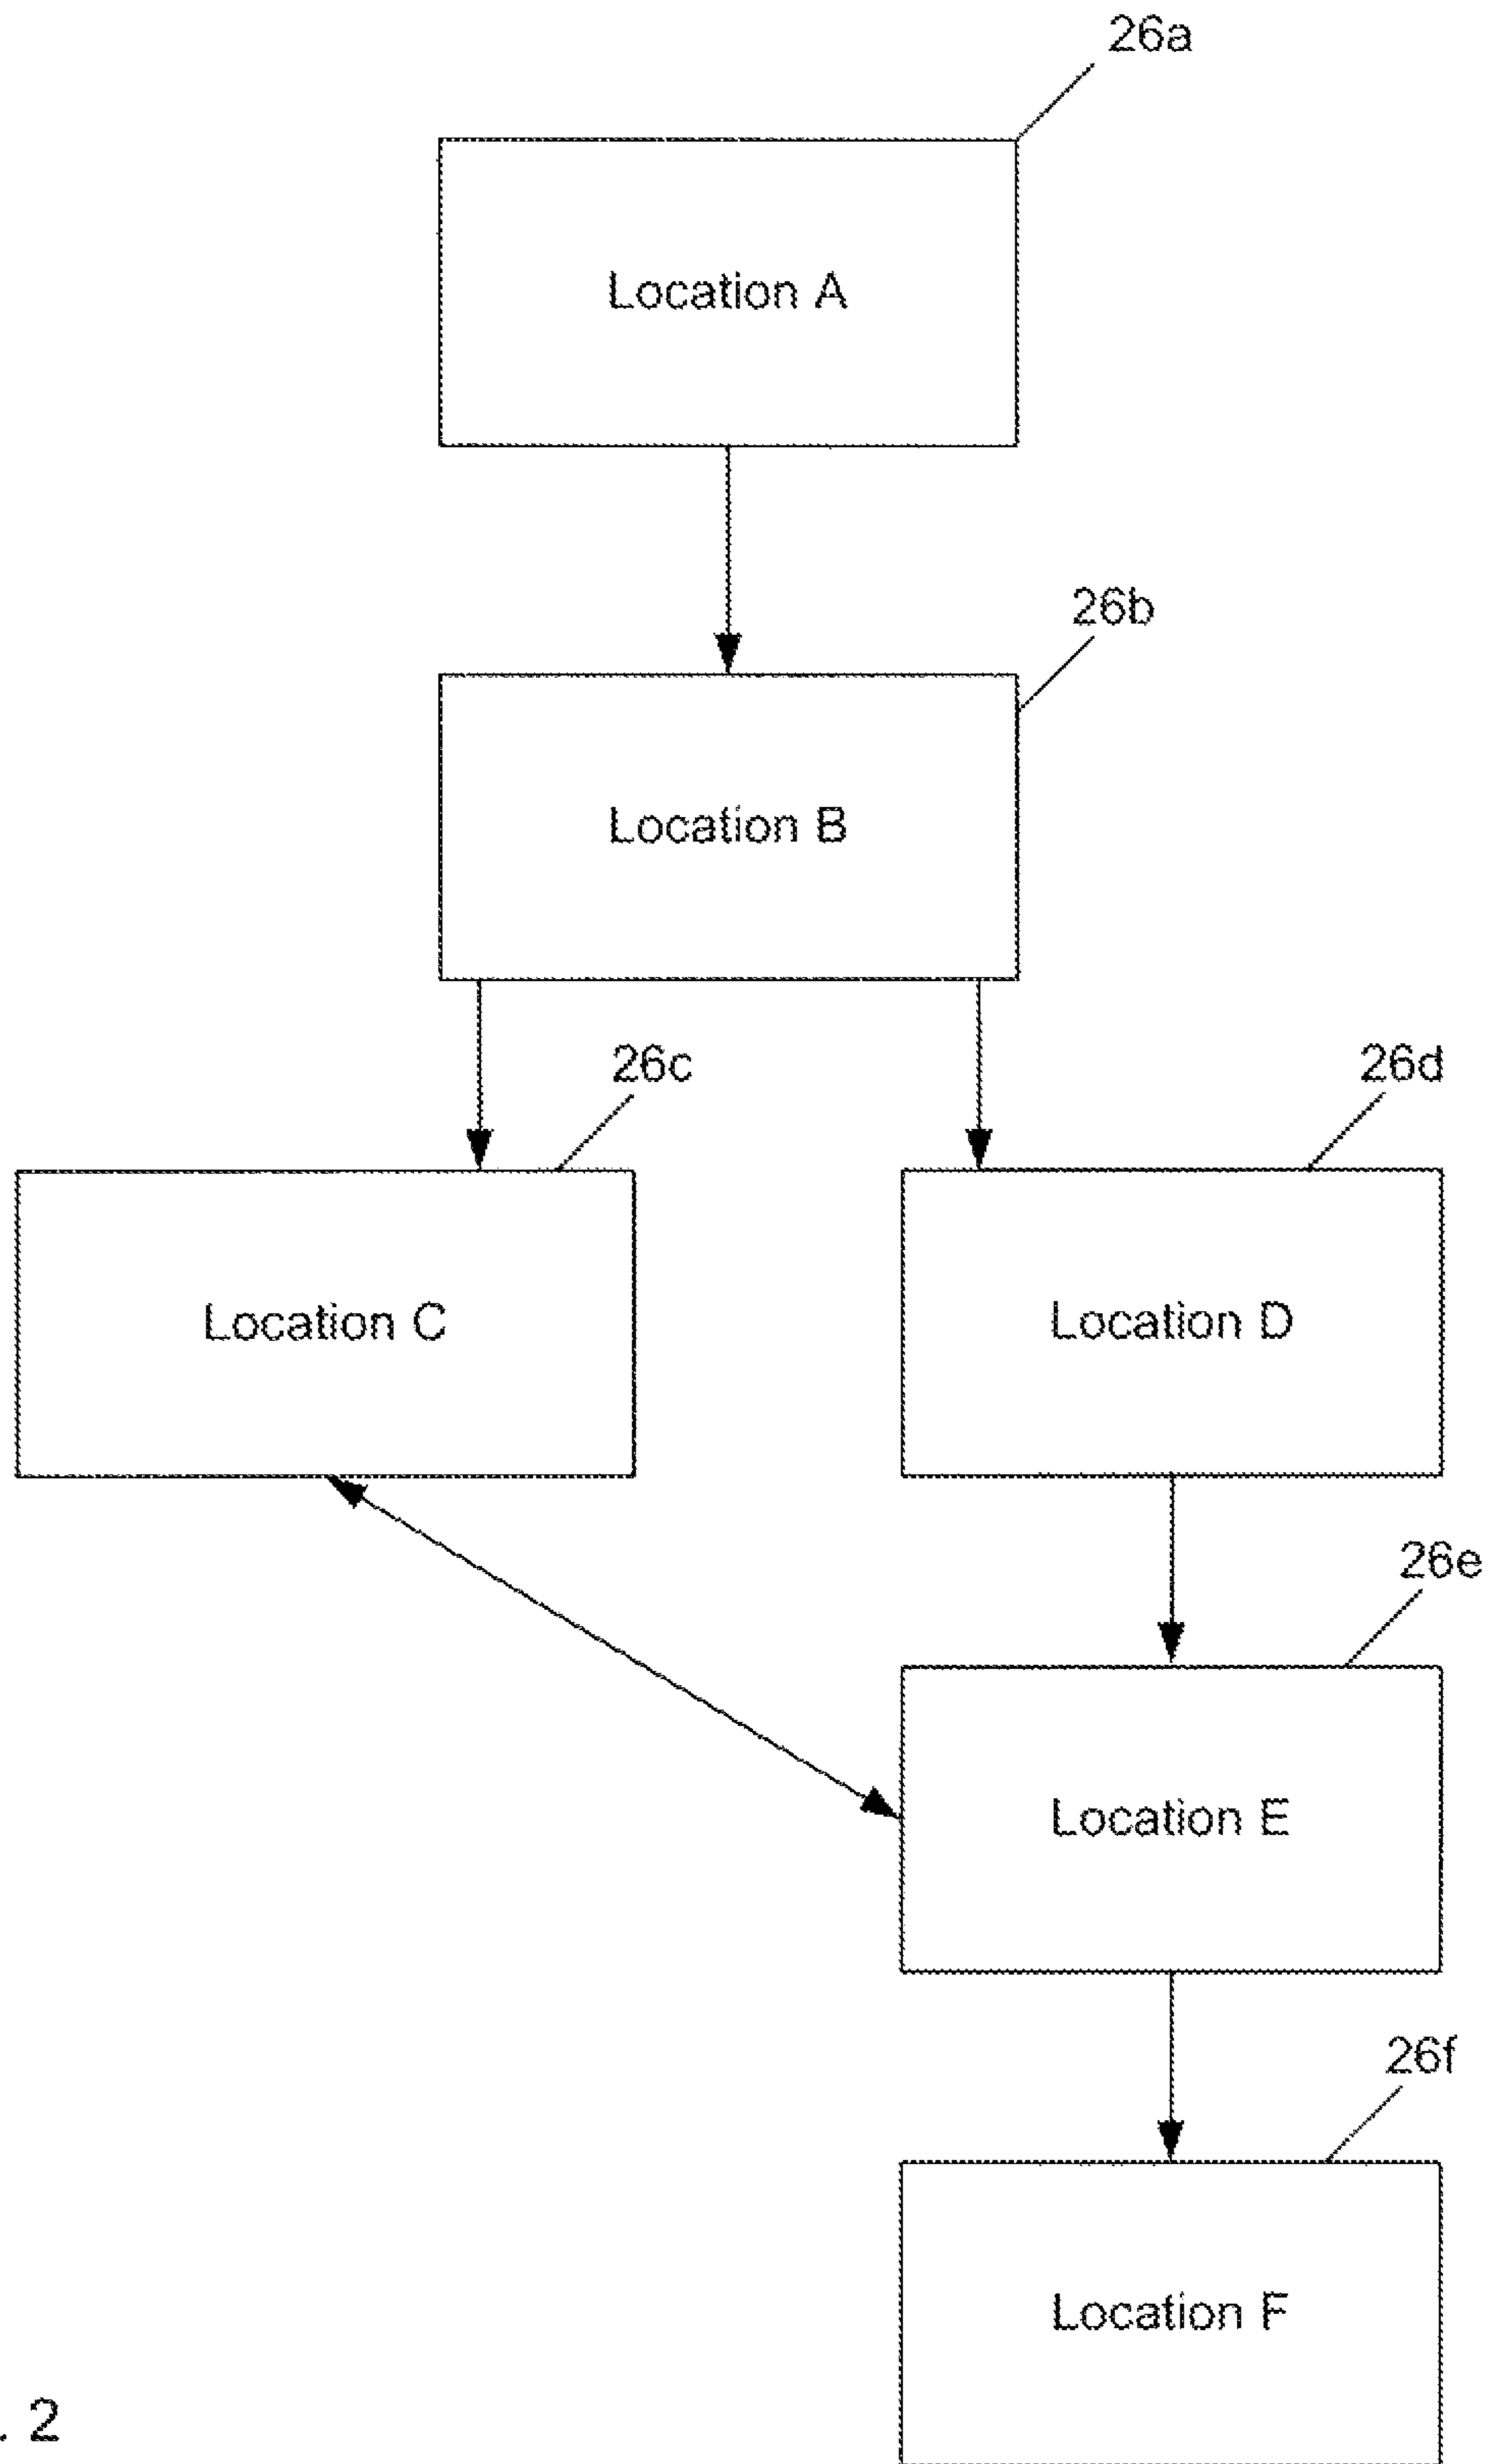 26a
Location A
26b
Location B
26c
26d
Location C
Location D
26e
Location E
26f
Location F
. 2